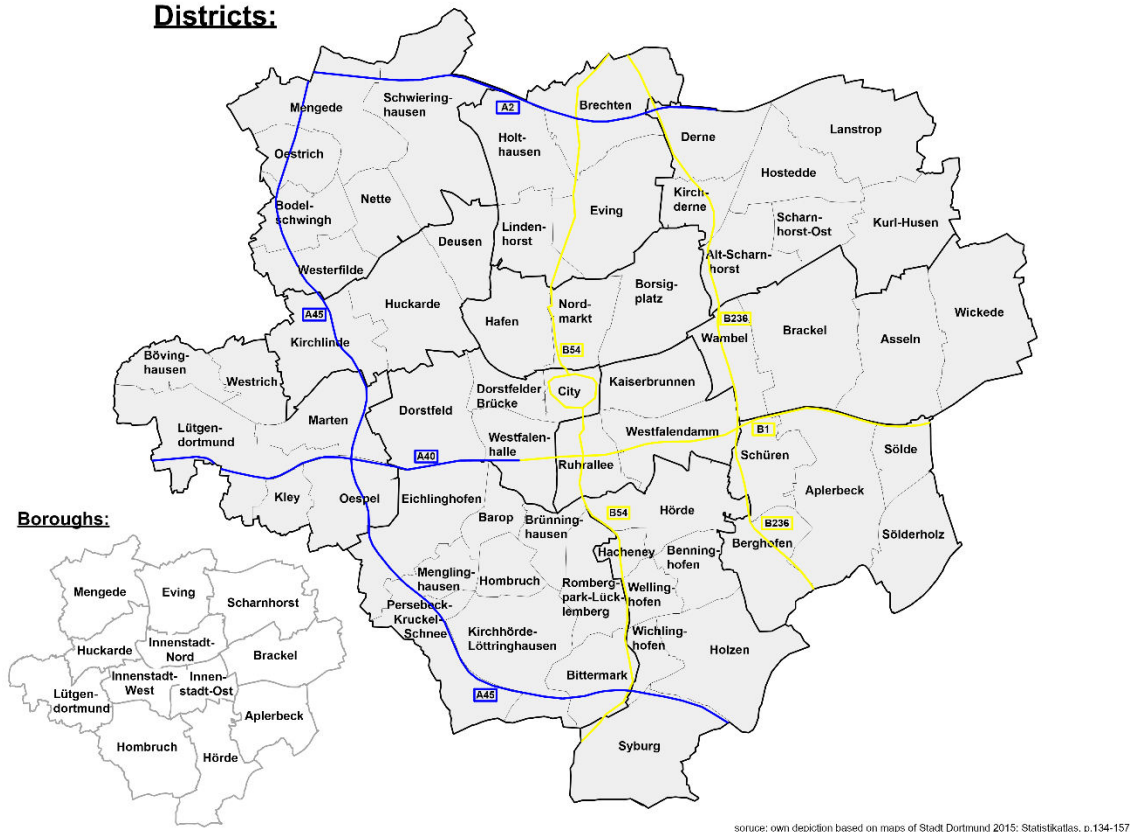 Districts:
Mengede
Schwiering-
hausen
A2
Brechten
Holt-
hausen
Derne
Lanstrop
Oestrich
Hostedde
Nette
Kirch-
derne
Bodel-
schwingh
Eving
Linden-
horst
Scharn-
horst-Ost
Kurl-Husen
Deusen
Westerfilde
Alt-Scharn-
horst
Borsig-
platz
Huckarde
Nord-
markt
Hafen
A45
B236
Brackel
Wickede
Kirchlinde
Wambel
Asseln
B54
Böving-
hausen
Westrich
Dorstfelder
Brücke
City
Kaiserbrunnen
Dorstfeld
Marten
Lütgen-
dortmund
Westfalen-
halle
Westfalendamm
B1
A40
Ruhrallee
Schüren
Sölde
Kley
Oespel
Eichlinghofen
Aplerbeck
Barop
Brünning-
hausen
B54
Hörde
B236
Sölderholz
Berghofen
Hacheney
Benning-
hofen
Mengling-
hausen
Hombruch
Romberg-
park-Lück-
lemberg
Welling-
hofen
Persebeck-
Kruckel-
Schnee
Kirchhörde-
Löttringhausen
Wichling-
hofen
Holzen
Bittermark
A45
Syburg
Boroughs:
Mengede
Eving
Scharnhorst
Huckarde
Innenstadt-
Nord
Brackel
Innenstadt-
West
Innen-
stadt-Ost
Lütgen-
dortmund
Aplerbeck
Hombruch
Hörde
soruce: own depiction based on maps of Stadt Dortmund 2015: Statistikatlas, p.134-157